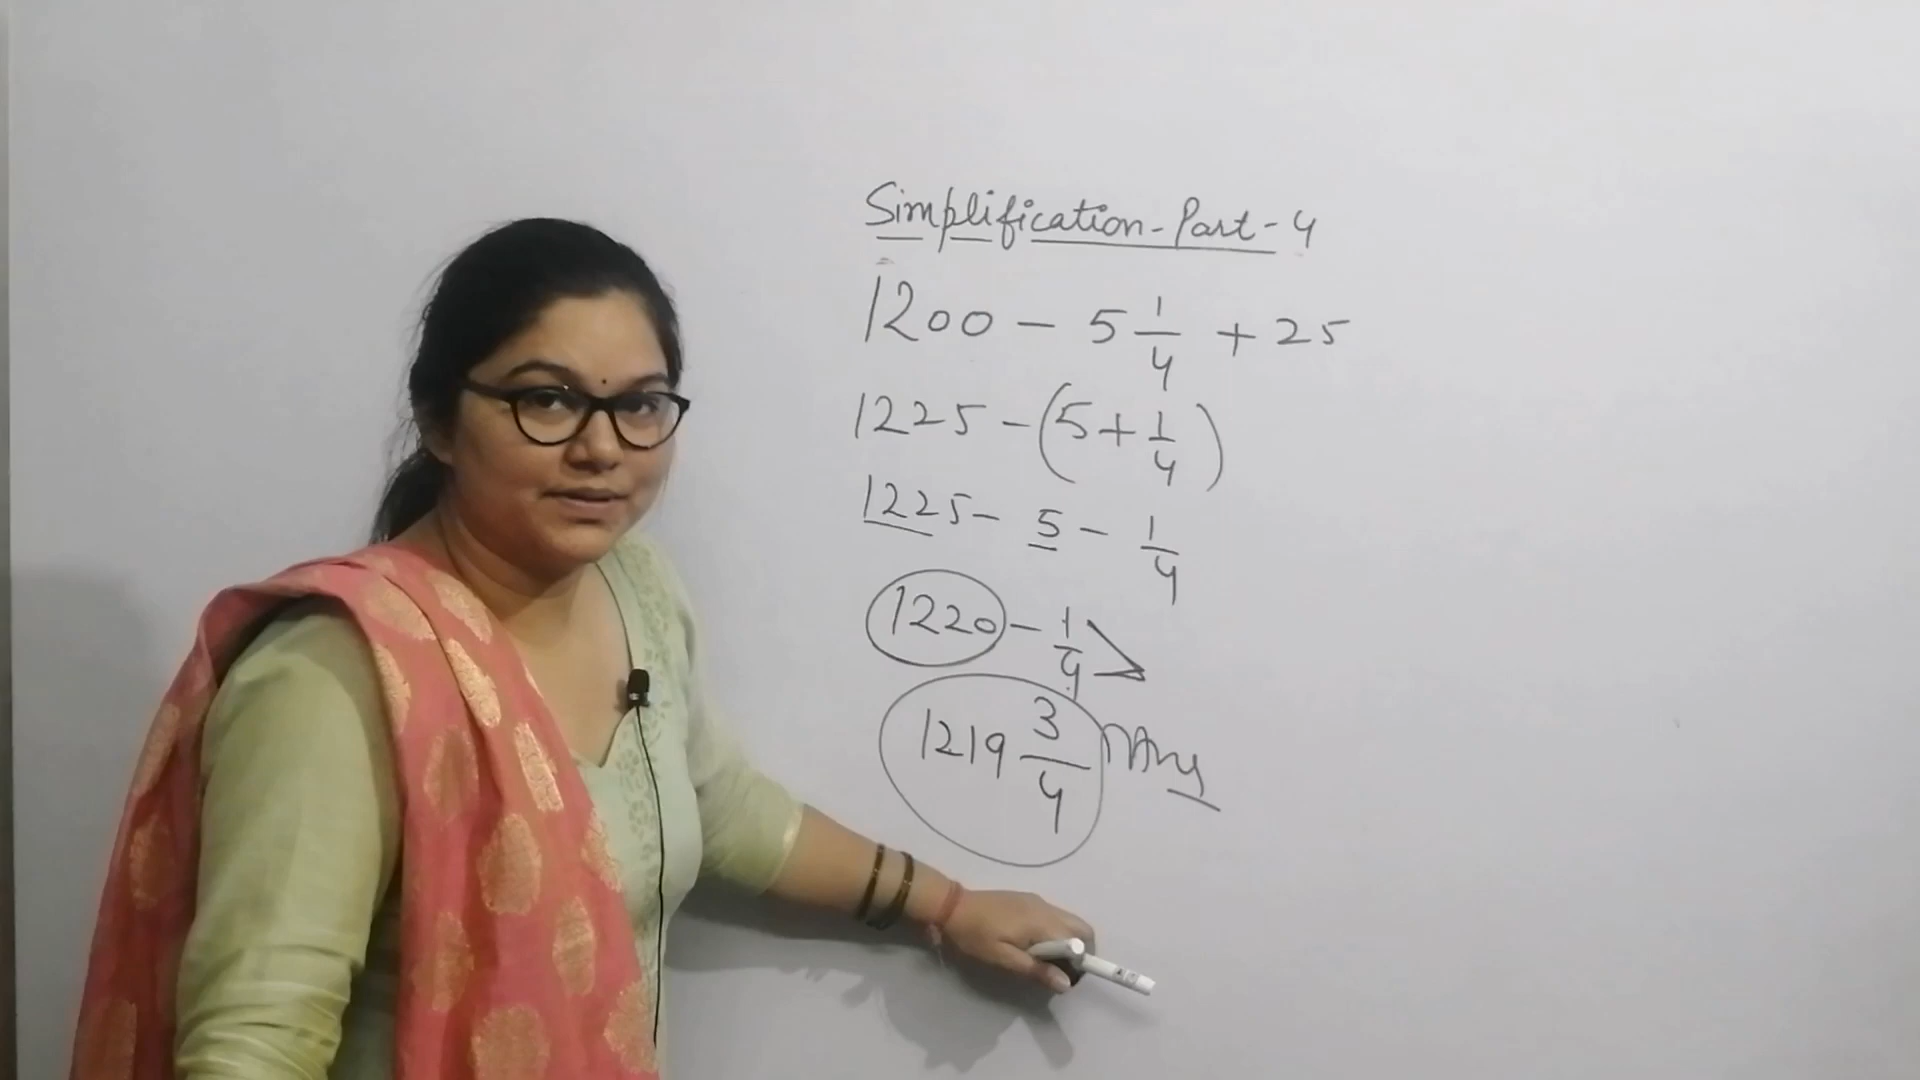 Simplification-Part-4
1200 - 5 1/4 + 25
1225 - (5 + 1/4)
1225 - 5 - 1/4
1220 - 1/4
1219 3/4 Ans